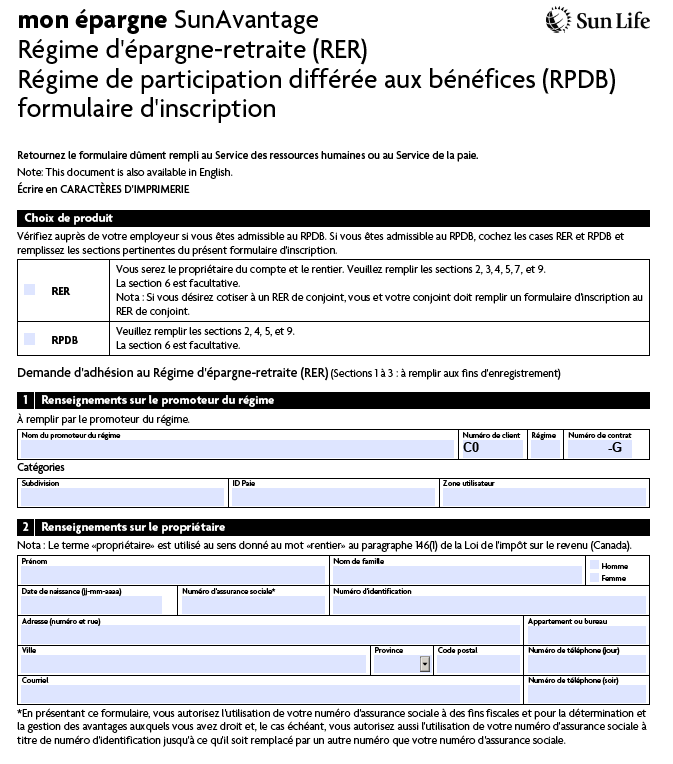 mon épargne SunAvantage
Sun Life
Régime d'épargne-retraite (RER)
Régime de participation différée aux bénéfices (RPDB)
formulaire d'inscription
Retournez le formulaire dûment rempli au Service des ressources humaines ou au Service de la paie.
Note: This document is also available in English.
Écrire en CARACTÈRES D'IMPRIMERIE
Choix de produit
Vérifiez auprès de votre employeur si vous êtes admissible au RPDB. Si vous êtes admissible au RPDB, cochez les cases RER et RPDB et
remplissez les sections pertinentes du présent formulaire d'inscription.
RER
Vous serez le propriétaire du compte et le rentier. Veuillez remplir les sections 2, 3, 4, 5, 7, et 9.
La section 6 est facultative.
Nota : Si vous désirez cotiser à un RER de conjoint, vous et votre conjoint doit remplir un formulaire d'inscription au
RER de conjoint.
RPDB
Veuillez remplir les sections 2, 4, 5, et 9.
La section 6 est facultative.
Demande d'adhésion au Régime d'épargne-retraite (RER) (Sections 1 à 3 : à remplir aux fins d'enregistrement)
1 Renseignements sur le promoteur du régime
À remplir par le promoteur du régime.
Nom du promoteur du régime
Numéro de client
Régime
Numéro de contrat
C0
-G
Catégories
Subdivision
ID Paie
Zone utilisateur
2 Renseignements sur le propriétaire
Nota : Le terme «propriétaire» est utilisé au sens donné au mot «rentier» au paragraphe 146(1) de la Loi de l'impôt sur le revenu (Canada).
Prénom
Nom de famille
Homme
Femme
Date de naissance (jj-mm-aaaa)
Numéro d'assurance sociale*
Numéro d'identification
Adresse (numéro et rue)
Appartement ou bureau
Ville
Province
Code postal
Numéro de téléphone (jour)
Courriel
Numéro de téléphone (soir)
*En présentant ce formulaire, vous autorisez l'utilisation de votre numéro d'assurance sociale à des fins fiscales et pour la détermination et
la gestion des avantages auxquels vous avez droit et, le cas échéant, vous autorisez aussi l'utilisation de votre numéro d'assurance sociale à
titre de numéro d'identification jusqu'à ce qu'il soit remplacé par un autre numéro que votre numéro d'assurance sociale.